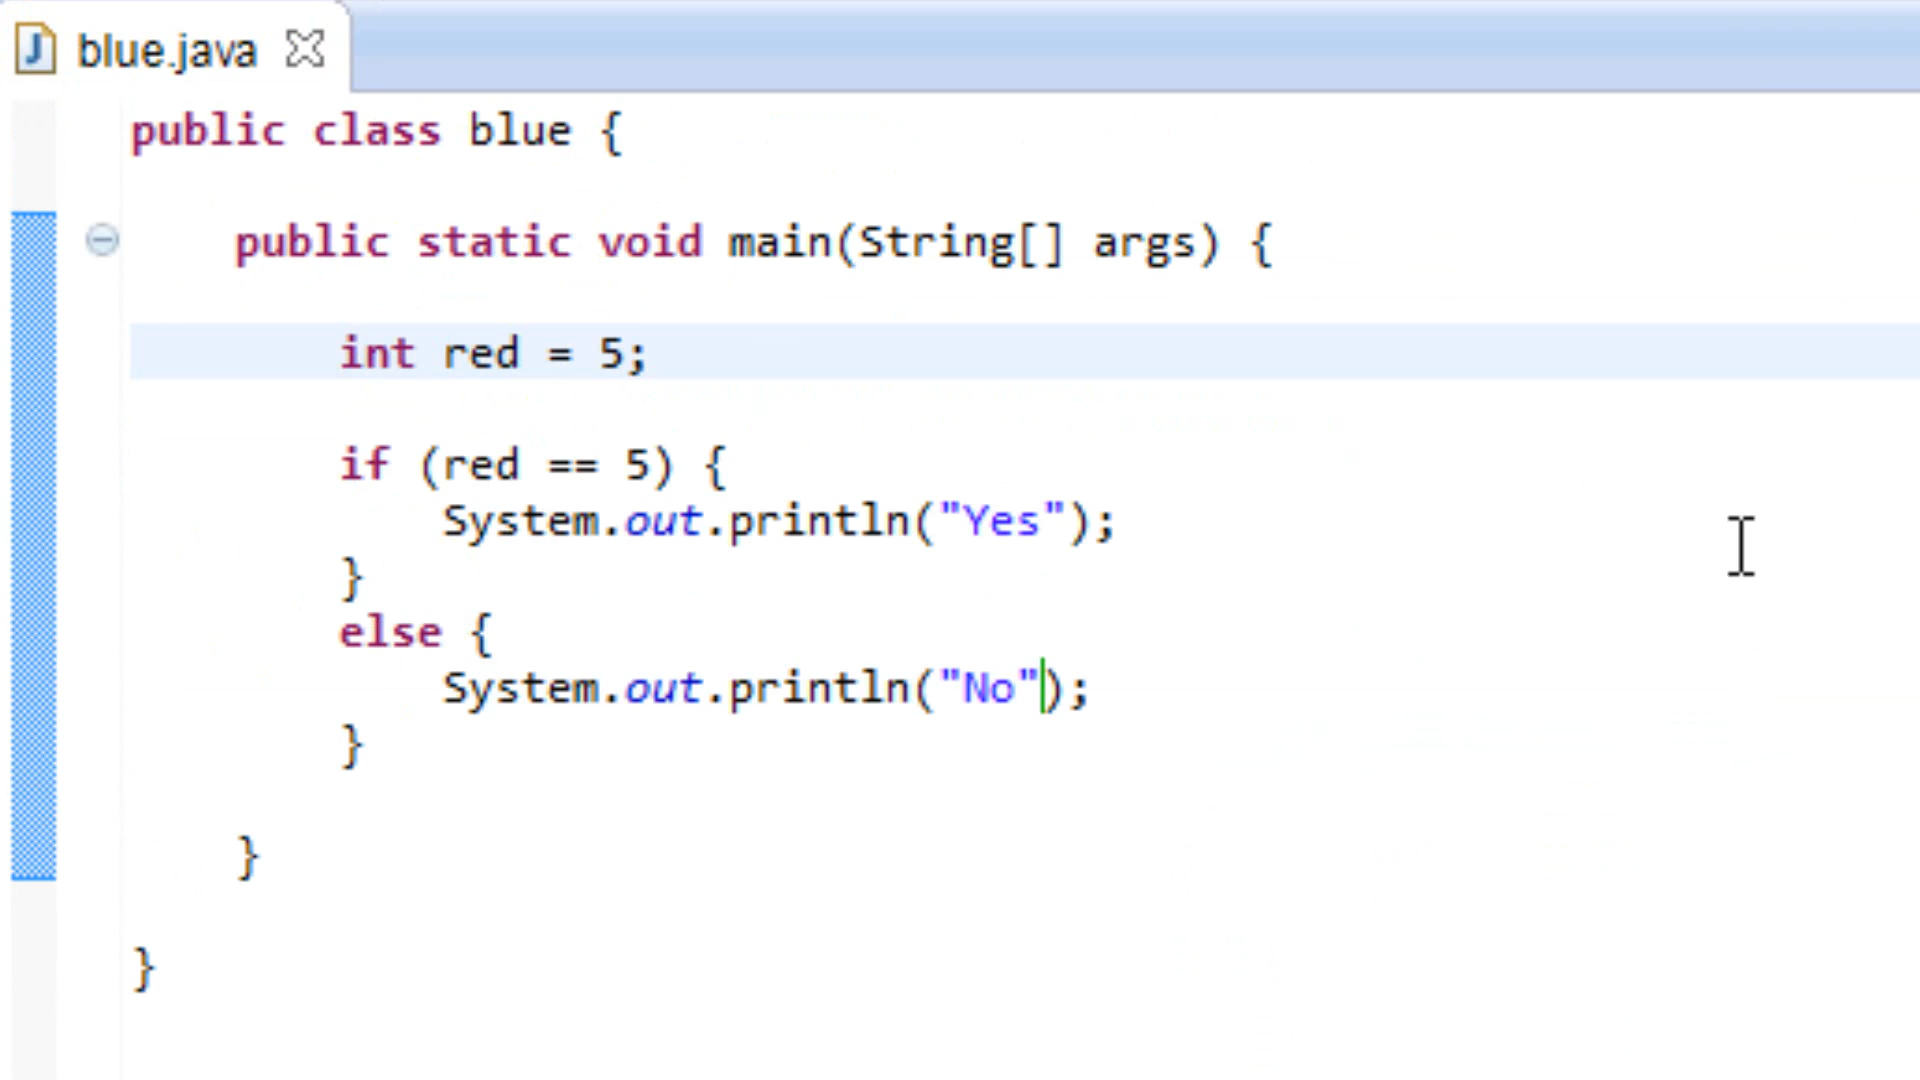 blue.java
public class blue {
public static void main(String[] args) {
int red = 5;
if (red == 5) {
System.out.println("Yes");
}
else {
System.out.println("No");
}
}
}